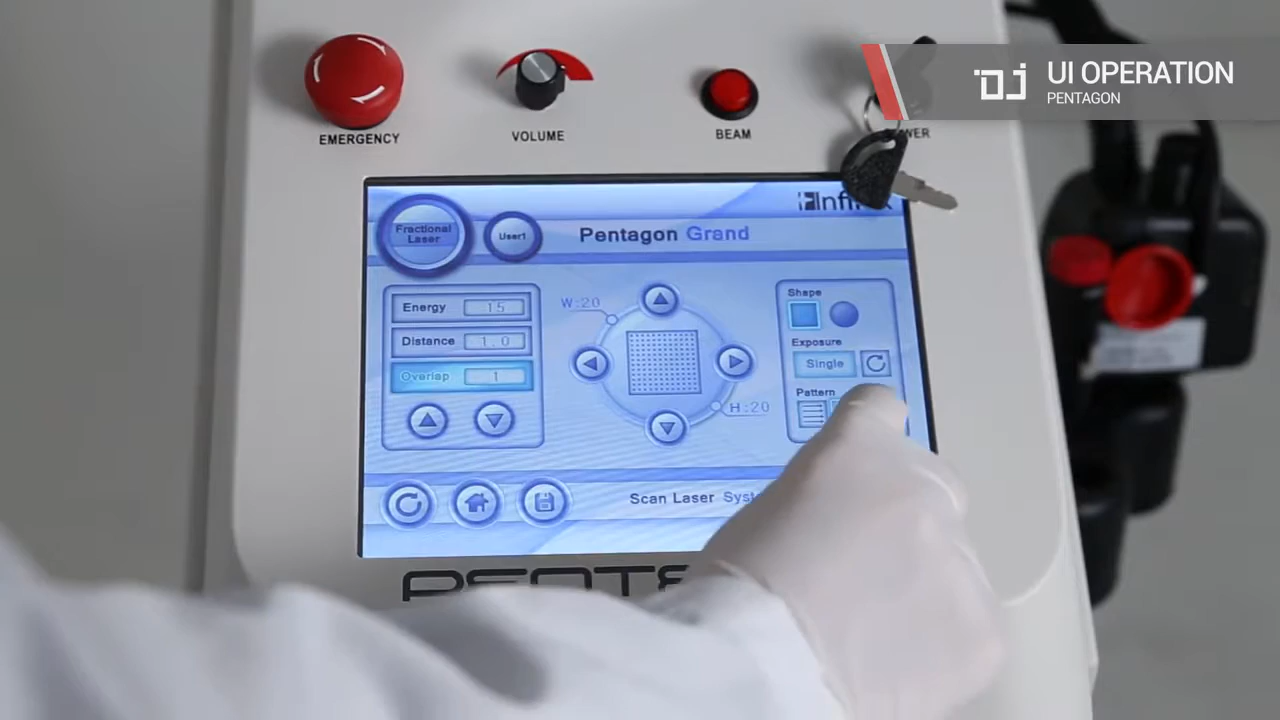 UI OPERATION
PENTAGON
EMERGENCY
VOLUME
BEAM
Fractional
Laser
User1
Pentagon Grand
Energy 15
Distance 1.0
Overlap 1
W:20
H:20
Shape
Exposure
Single
Pattern
Scan Laser